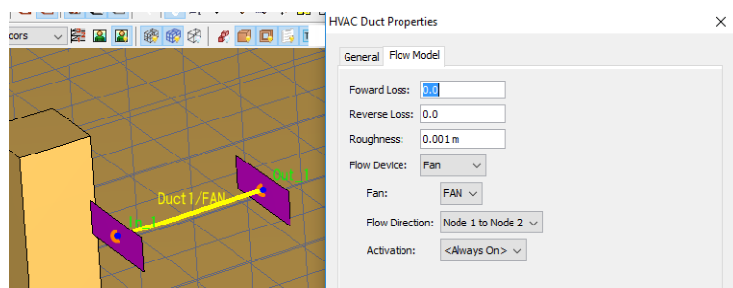 cors
HVAC Duct Properties
General Flow Model
Foward Loss: 0.0
Reverse Loss: 0.0
Roughness: 0.001 m
Flow Device: Fan
Fan: FAN
Flow Direction: Node 1 to Node 2
Activation: <Always On>
Out_1
Duct1/FAN
In_1